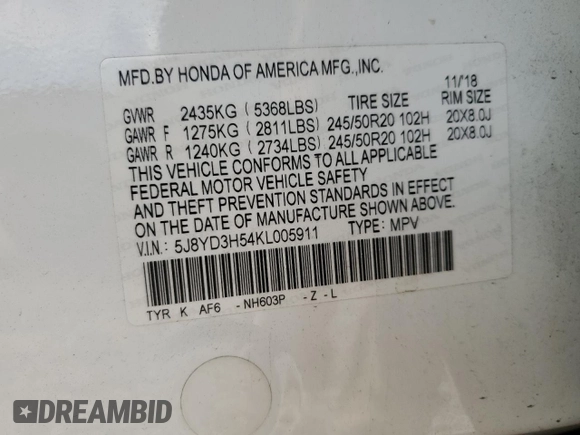 MFD.BY HONDA OF AMERICA MFG.,INC.
11/18
GVWR 2435KG ( 5368LBS) TIRE SIZE RIM SIZE
GAWR F 1275KG ( 2811LBS) 245/50R20 102H 20X8.0J
GAWR R 1240KG ( 2734LBS) 245/50R20 102H 20X8.0J
THIS VEHICLE CONFORMS TO ALL APPLICABLE
FEDERAL MOTOR VEHICLE SAFETY
AND THEFT PREVENTION STANDARDS IN EFFECT
ON THE DATE OF MANUFACTURE SHOWN ABOVE.
V.I.N.: 5J8YD3H54KL005911 TYPE: MPV
TYR K AF6 -NH603P -Z -L
DREAMBID